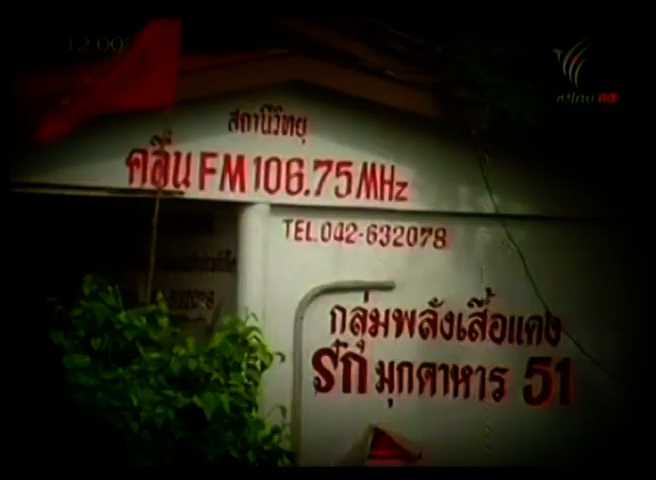 12.00
สถานีวิทยุ
คลื่น FM 106.75 MHz
TEL. 042-632078
กลุ่มพลังเสื้อแดง
รักมุกดาหาร 51